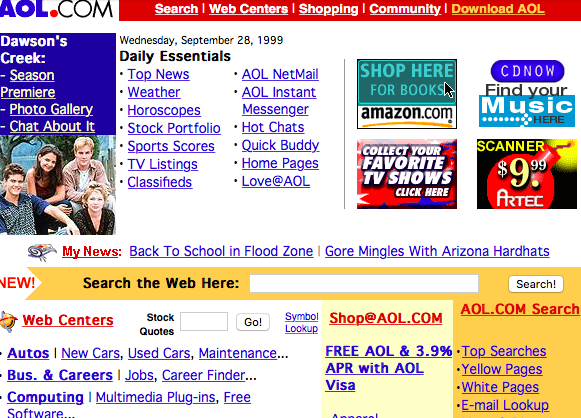 AOL.COM
Search | Web Centers | Shopping | Community | Download AOL
Dawson's
Creek:
- Season
Premiere
- Photo Gallery
- Chat About It
Wednesday, September 28, 1999
Daily Essentials
· Top News
· Weather
· Horoscopes
· Stock Portfolio
· Sports Scores
· TV Listings
· Classifieds
· AOL NetMail
· AOL Instant
Messenger
· Hot Chats
· Quick Buddy
· Home Pages
· Love@AOL
SHOP HERE
FOR BOOKS
amazon.com
CDNOW
Find your
Music
HERE
COLLECT YOUR
FAVORITE
TV SHOWS
CLICK HERE
SCANNER
$9.99
ARTEC
My News: Back To School in Flood Zone | Gore Mingles With Arizona Hardhats
NEW!
Search the Web Here:
Search!
Web Centers
Stock
Quotes
Go!
Symbol
Lookup
· Autos | New Cars, Used Cars, Maintenance...
· Bus. & Careers | Jobs, Career Finder...
· Computing | Multimedia Plug-ins, Free
Software...
Shop@AOL.COM
FREE AOL & 3.9%
APR with AOL
Visa
Apparel
AOL.COM Search
· Top Searches
· Yellow Pages
· White Pages
· E-mail Lookup